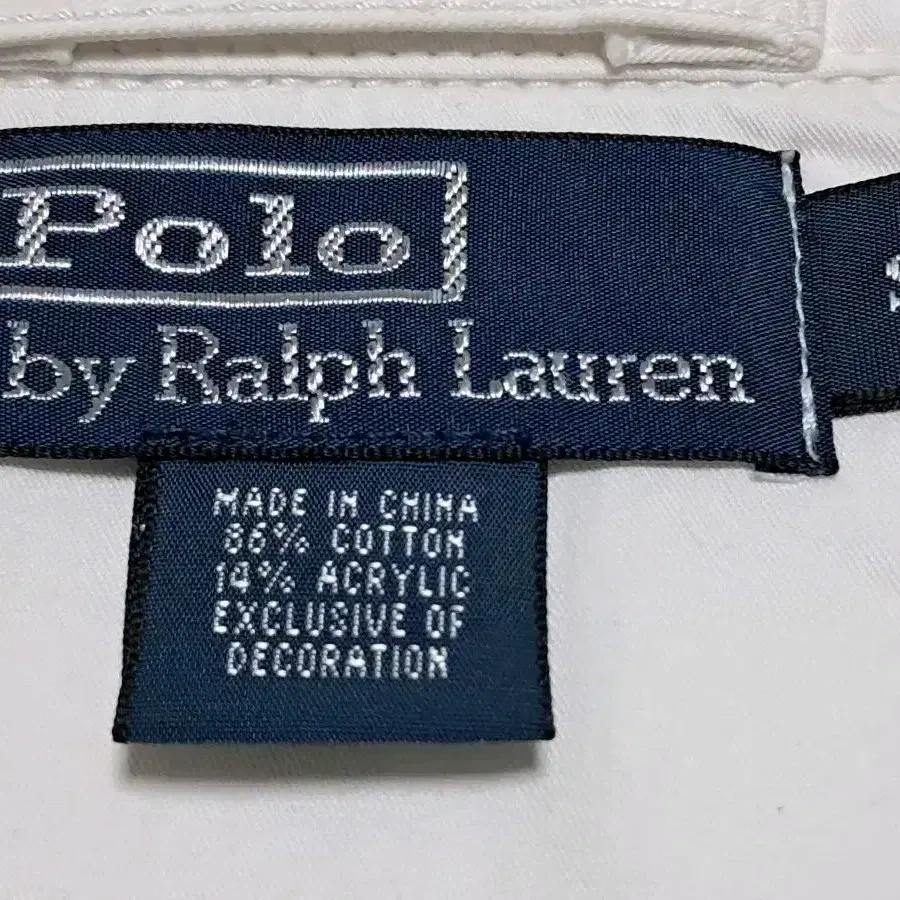 Polo
by Ralph Lauren
MADE IN CHINA
86% COTTON
14% ACRYLIC
EXCLUSIVE OF
DECORATION